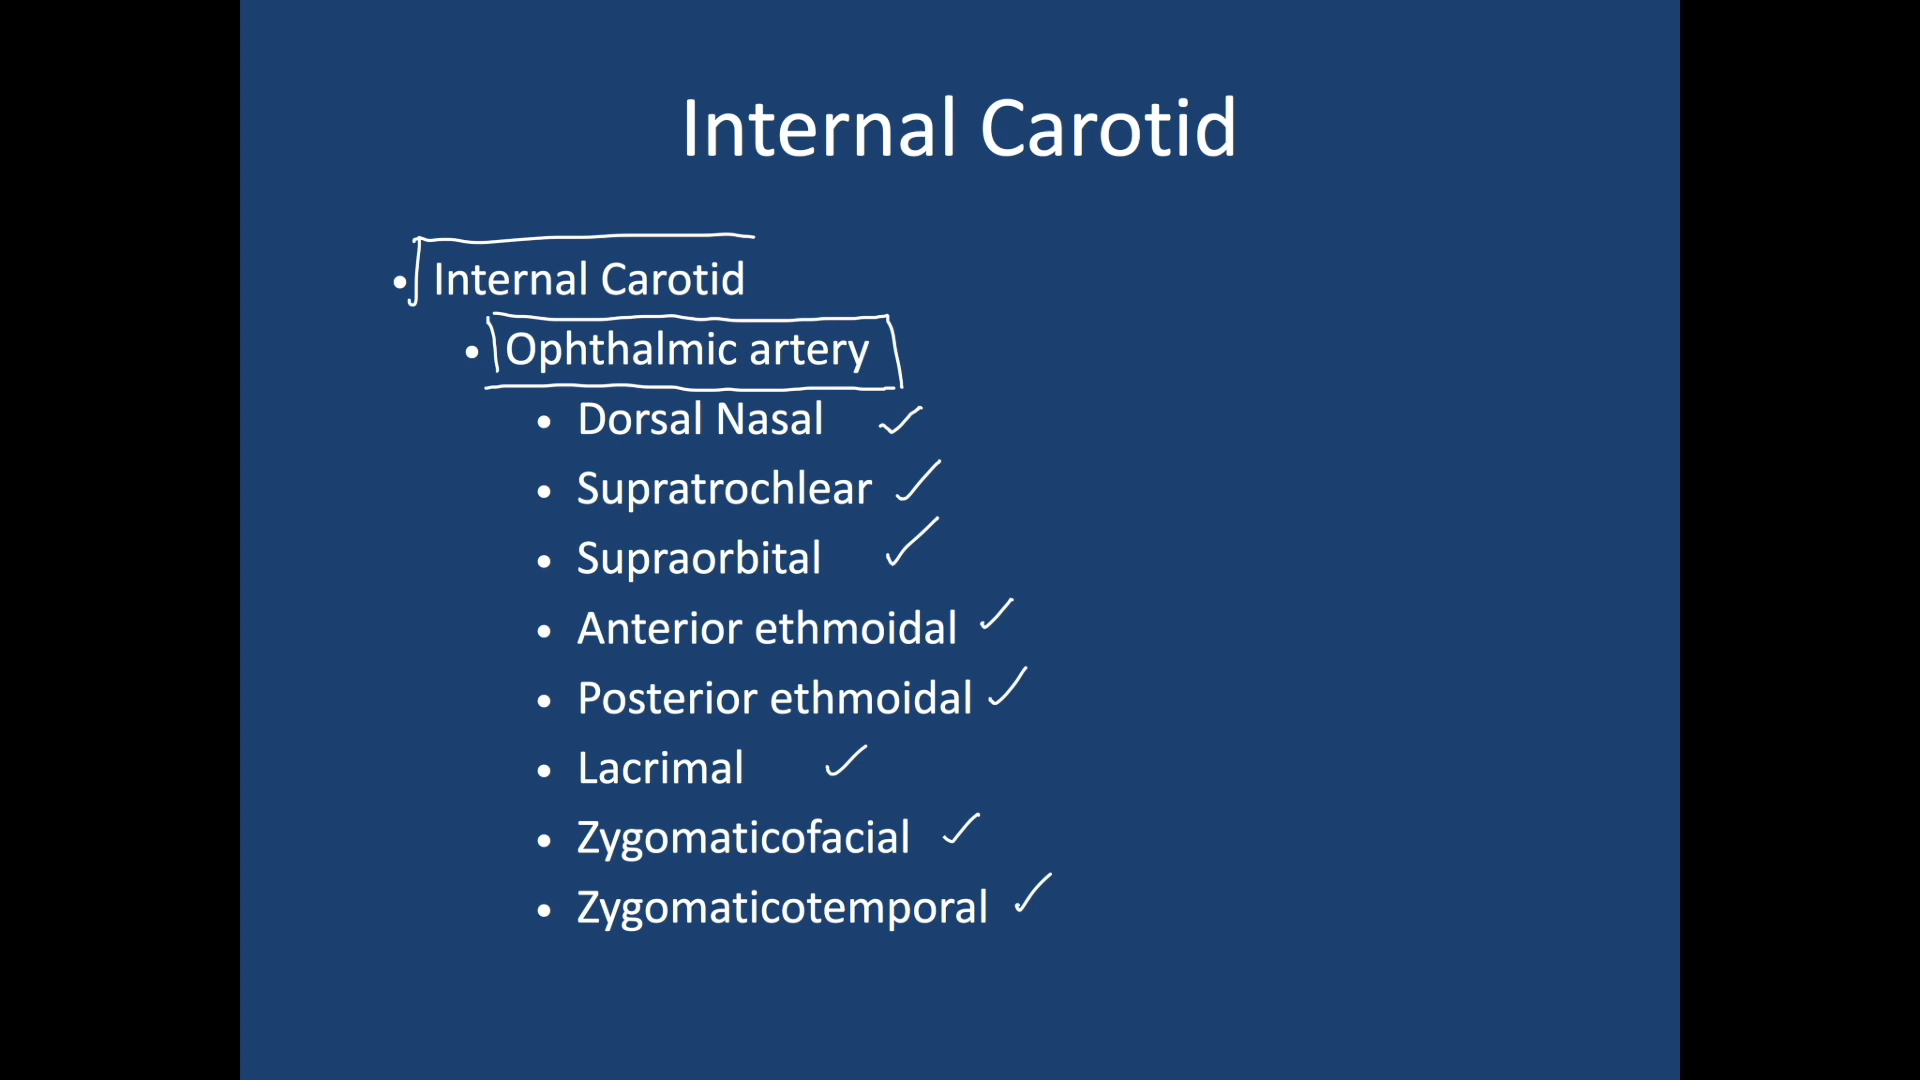 Internal Carotid
• Internal Carotid
• Ophthalmic artery
• Dorsal Nasal ✓
• Supratrochlear ✓
• Supraorbital ✓
• Anterior ethmoidal ✓
• Posterior ethmoidal ✓
• Lacrimal ✓
• Zygomaticofacial ✓
• Zygomaticotemporal ✓